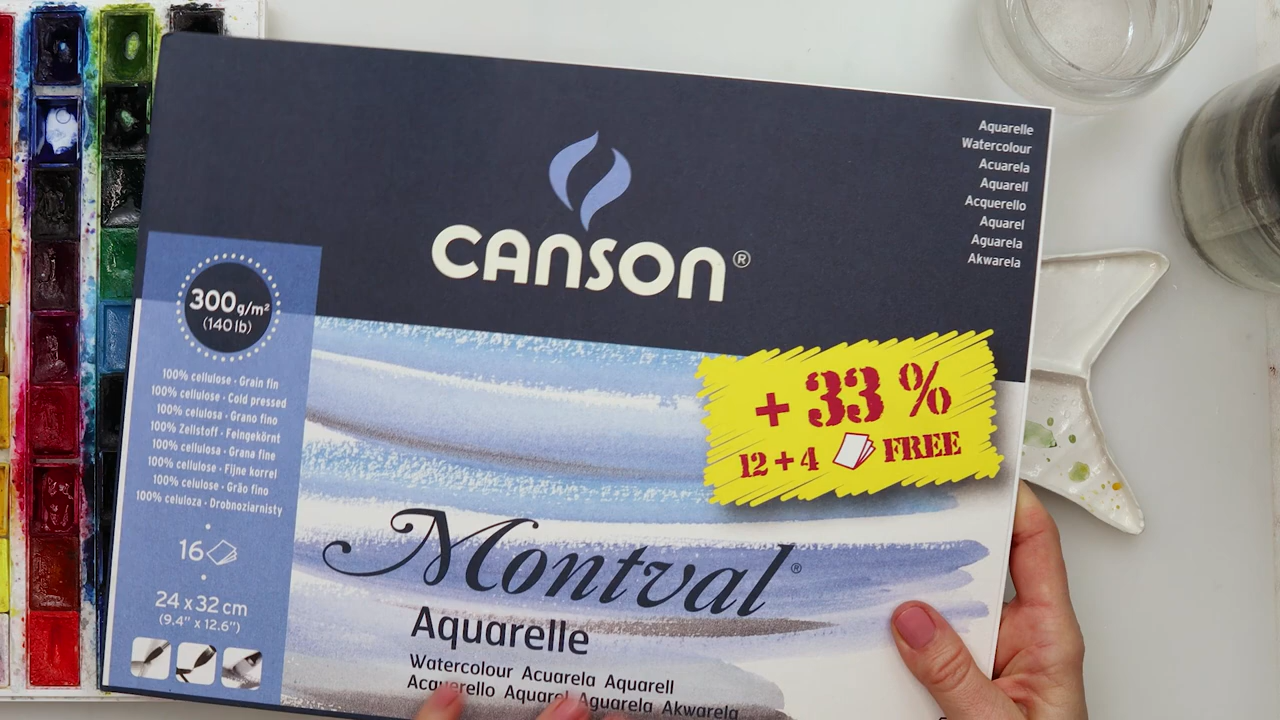 Aquarelle
Watercolour
Acuarela
Aquarell
Acquerello
Aquarel
Aguarela
Akwarela
CANSON®
300g/m²
(140 lb)
100% cellulose · Grain fin
100% cellulose · Cold pressed
100% celulosa · Grano fino
100% Zellstoff · Feingekörnt
100% cellulosa · Grana fine
100% cellulose · Fijne korrel
100% celulose · Grão fino
100% celuloza · Drobnoziarnisty
16
24 x 32 cm
(9.4" x 12.6")
+ 33 %
12 + 4 FREE
Montval®
Aquarelle
Watercolour Acuarela Aquarell
Acquerello Aquarel Aguarela Akwarela